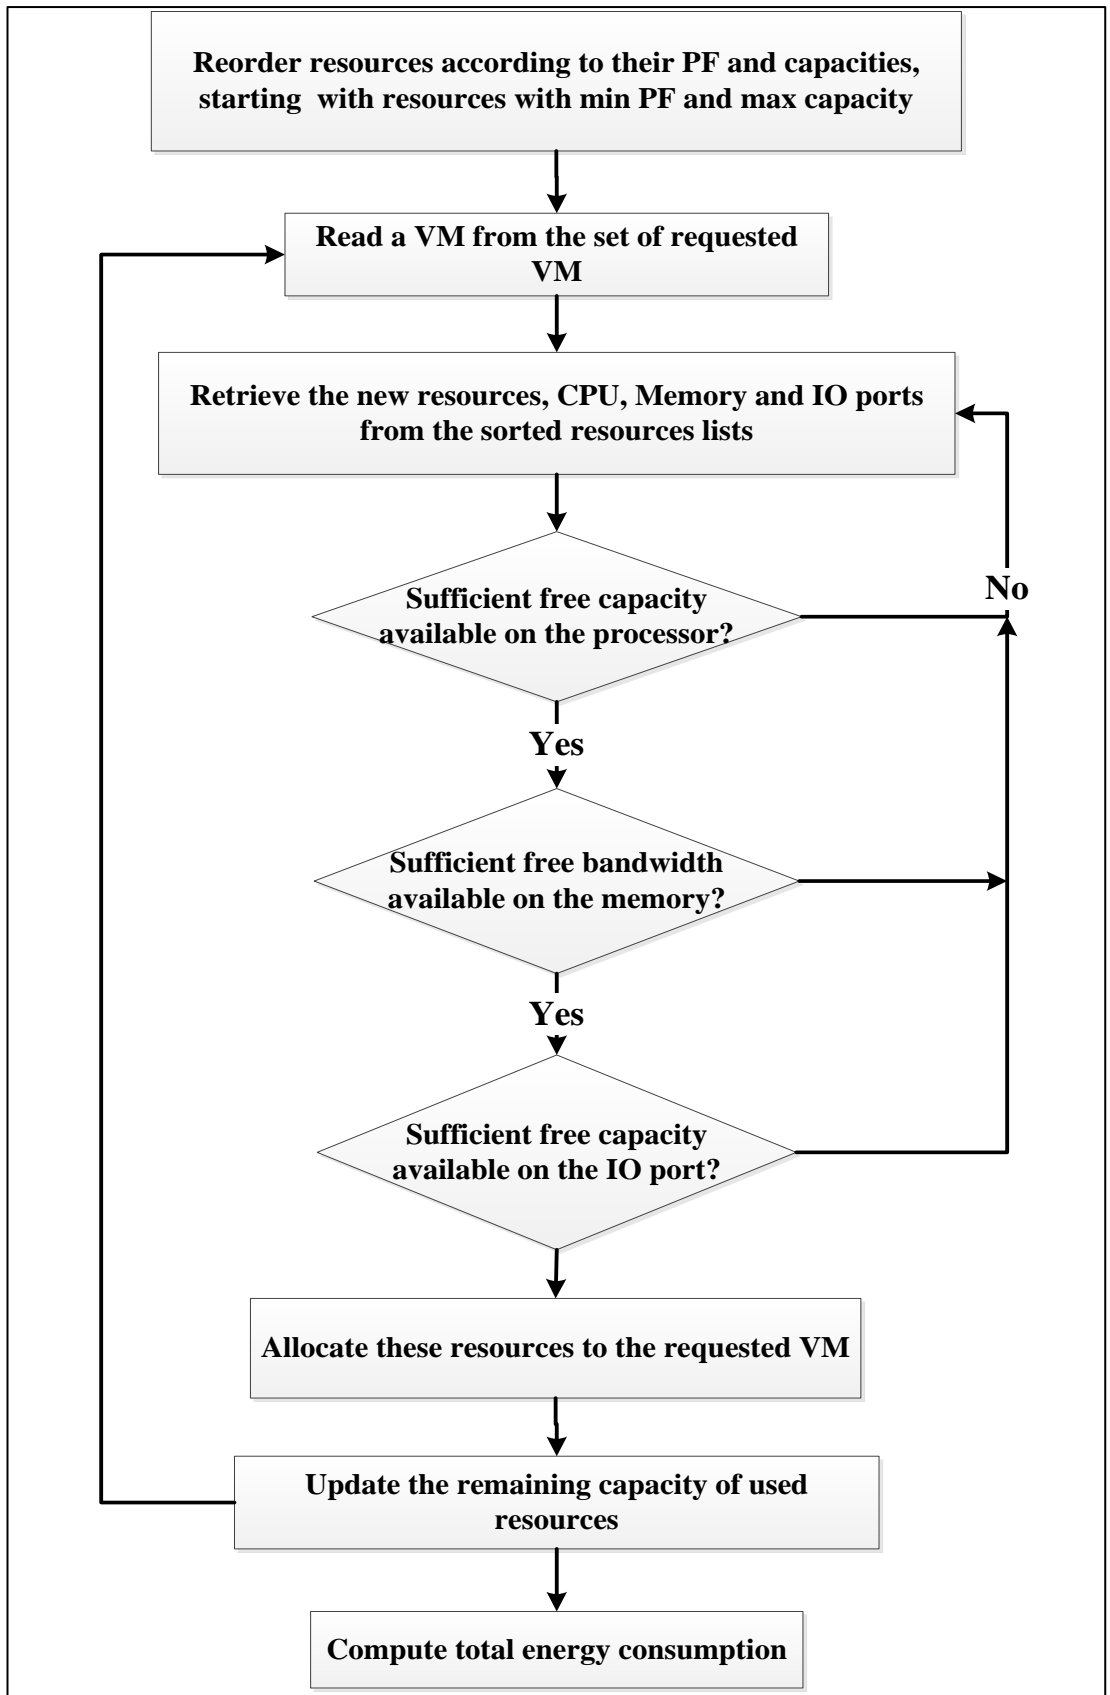 Reorder resources according to their PF and capacities,
starting with resources with min PF and max capacity
Read a VM from the set of requested
VM
Retrieve the new resources, CPU, Memory and IO ports
from the sorted resources lists
Sufficient free capacity
available on the processor?
No
Yes
Sufficient free bandwidth
available on the memory?
Yes
Sufficient free capacity
available on the IO port?
Allocate these resources to the requested VM
Update the remaining capacity of used
resources
Compute total energy consumption